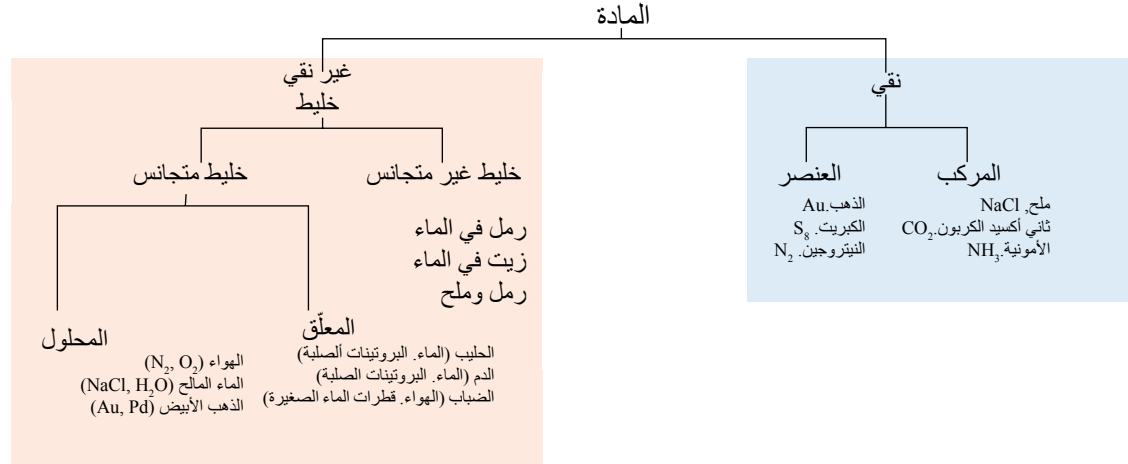 المادة
نقي
المركب
ملح, NaCl
ثاني أكسيد الكربون.CO₂
الأمونية.NH₃
العنصر
الذهب.Au
الكبريت. S₈
النيتروجين. N₂
غير نقي
خليط
خليط غير متجانس
رمل في الماء
زيت في الماء
رمل وملح
خليط متجانس
المعلّق
الحليب (الماء. البروتينات ألصلبة)
الدم (الماء. البروتينات الصلبة)
الضباب (الهواء. قطرات الماء الصغيرة)
المحلول
الهواء (N₂, O₂)
الماء المالح (NaCl, H₂O)
الذهب الأبيض (Au, Pd)